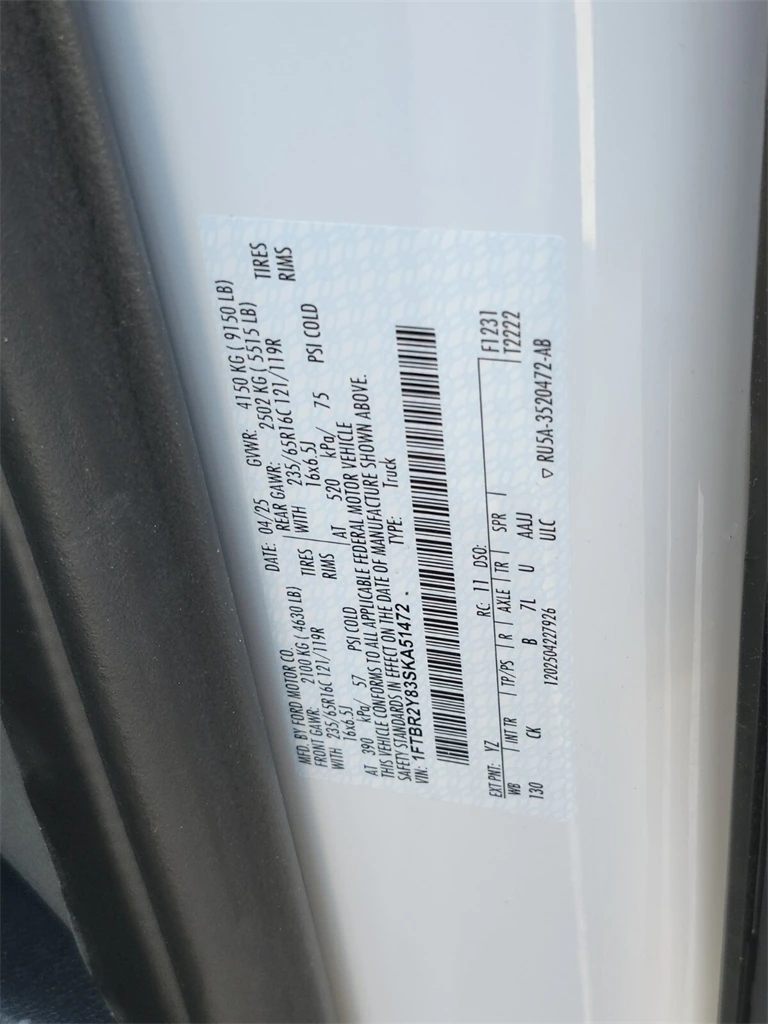 MFD. BY FORD MOTOR CO.
DATE: 04/25 GVWR: 4150 KG ( 9150 LB)
FRONT GAWR: 2100 KG ( 4630 LB) REAR GAWR: 2502 KG ( 5515 LB)
WITH 235/65R16C 121/119R TIRES WITH 235/65R16C 121/119R TIRES
16x6.5J RIMS 16x6.5J RIMS
AT 390 kPa/ 57 PSI COLD AT 520 kPa/ 75 PSI COLD
THIS VEHICLE CONFORMS TO ALL APPLICABLE FEDERAL MOTOR VEHICLE
SAFETY STANDARDS IN EFFECT ON THE DATE OF MANUFACTURE SHOWN ABOVE.
VIN: 1FTBR2Y83SKA51472 TYPE: Truck
EXT PNT: YZ RC: 11 DSO: F1231
WB INT TR TP/PS R AXLE TR SPR T2222
130 CK B 7L U AAJJ
1202504227926 ULC ▽ RU5A-3520472-AB